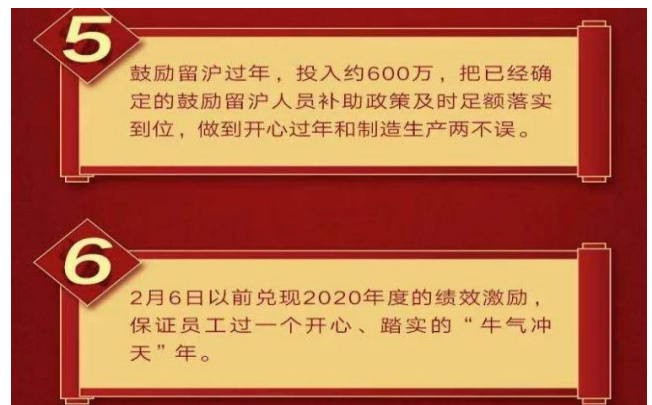 5
鼓励留沪过年，投入约600万，把已经确
定的鼓励留沪人员补助政策及时足额落实
到位，做到开心过年和制造生产两不误。
6
2月6日以前兑现2020年度的绩效激励，
保证员工过一个开心、踏实的“牛气冲
天”年。